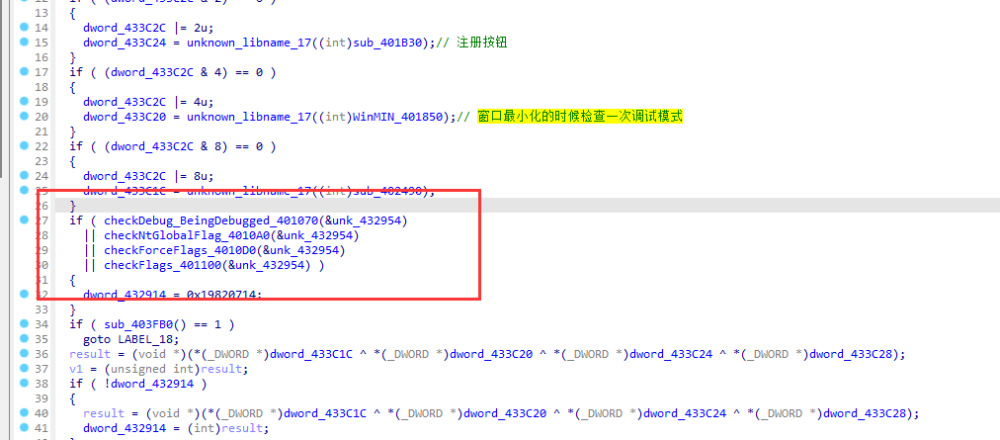 13 {
14 dword_433C2C |= 2u;
15 dword_433C24 = unknown_libname_17((int)sub_401B30);// 注册按钮
16 }
17 if ( (dword_433C2C & 4) == 0 )
18 {
19 dword_433C2C |= 4u;
20 dword_433C20 = unknown_libname_17((int)WinMIN_401850);// 窗口最小化的时候检查一次调试模式
21 }
22 if ( (dword_433C2C & 8) == 0 )
23 {
24 dword_433C2C |= 8u;
25 dword_433C1C = unknown_libname_17((int)sub_402490);
26 }
27 if ( checkDebug_BeingDebugged_401070(&unk_432954)
28 || checkNtGlobalFlag_4010A0(&unk_432954)
29 || checkForceFlags_4010D0(&unk_432954)
30 || checkFlags_401100(&unk_432954) )
31 {
32 dword_432914 = 0x19820714;
33 }
34 if ( sub_403FB0() == 1 )
35 goto LABEL_18;
36 result = (void *)(*(_DWORD *)dword_433C1C ^ *(_DWORD *)dword_433C20 ^ *(_DWORD *)dword_433C24 ^ *(_DWORD *)dword_433C28);
37 v1 = (unsigned int)result;
38 if ( !dword_432914 )
39 {
40 result = (void *)(*(_DWORD *)dword_433C1C ^ *(_DWORD *)dword_433C20 ^ *(_DWORD *)dword_433C24 ^ *(_DWORD *)dword_433C28);
41 dword_432914 = (int)result;